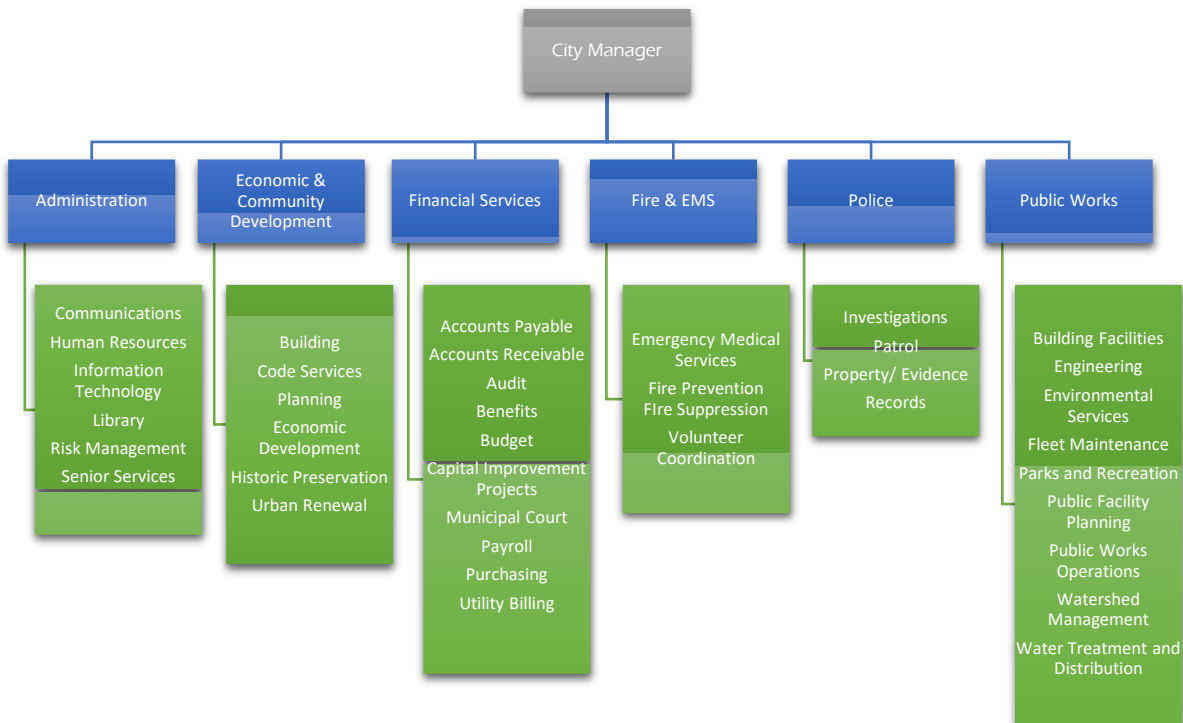 City Manager
Administration
Economic &
Community
Development
Financial Services
Fire & EMS
Police
Public Works
Communications
Human Resources
Information
Technology
Library
Risk Management
Senior Services
Building
Code Services
Planning
Economic
Development
Historic Preservation
Urban Renewal
Accounts Payable
Accounts Receivable
Audit
Benefits
Budget
Capital Improvement
Projects
Municipal Court
Payroll
Purchasing
Utility Billing
Emergency Medical
Services
Fire Prevention
FIre Suppression
Volunteer
Coordination
Investigations
Patrol
Property/ Evidence
Records
Building Facilities
Engineering
Environmental
Services
Fleet Maintenance
Parks and Recreation
Public Facility
Planning
Public Works
Operations
Watershed
Management
Water Treatment and
Distribution